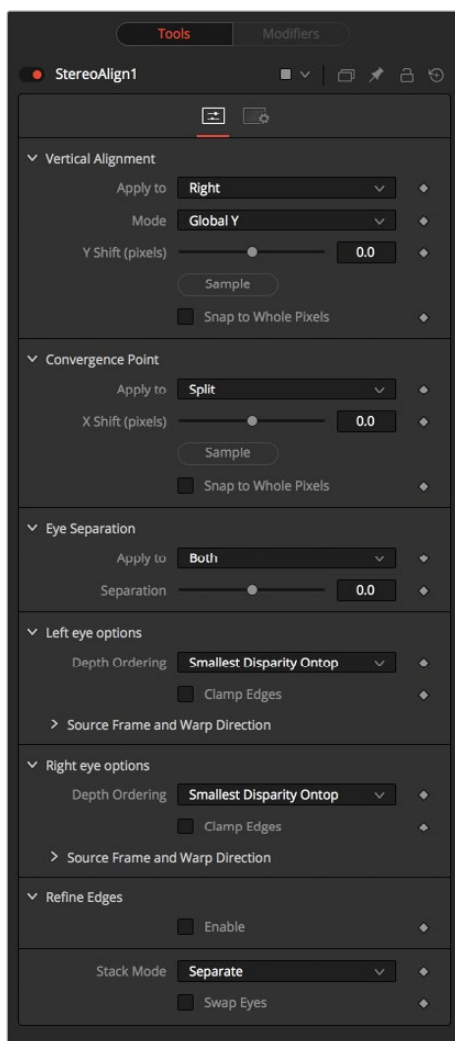 Tools Modifiers
StereoAlign1
Vertical Alignment
Apply to Right
Mode Global Y
Y Shift (pixels) 0.0
Sample
Snap to Whole Pixels
Convergence Point
Apply to Split
X Shift (pixels) 0.0
Sample
Snap to Whole Pixels
Eye Separation
Apply to Both
Separation 0.0
Left eye options
Depth Ordering Smallest Disparity Ontop
Clamp Edges
Source Frame and Warp Direction
Right eye options
Depth Ordering Smallest Disparity Ontop
Clamp Edges
Source Frame and Warp Direction
Refine Edges
Enable
Stack Mode Separate
Swap Eyes